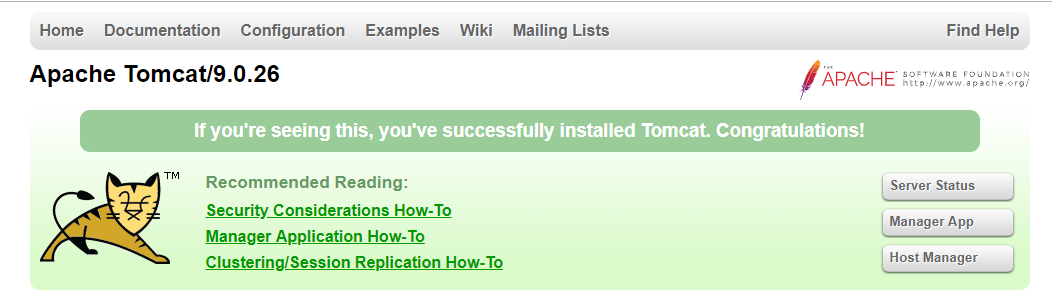 Home Documentation Configuration Examples Wiki Mailing Lists Find Help
Apache Tomcat/9.0.26
THE
APACHE SOFTWARE FOUNDATION
http://www.apache.org/
If you're seeing this, you've successfully installed Tomcat. Congratulations!
TM
Recommended Reading:
Security Considerations How-To
Manager Application How-To
Clustering/Session Replication How-To
Server Status
Manager App
Host Manager